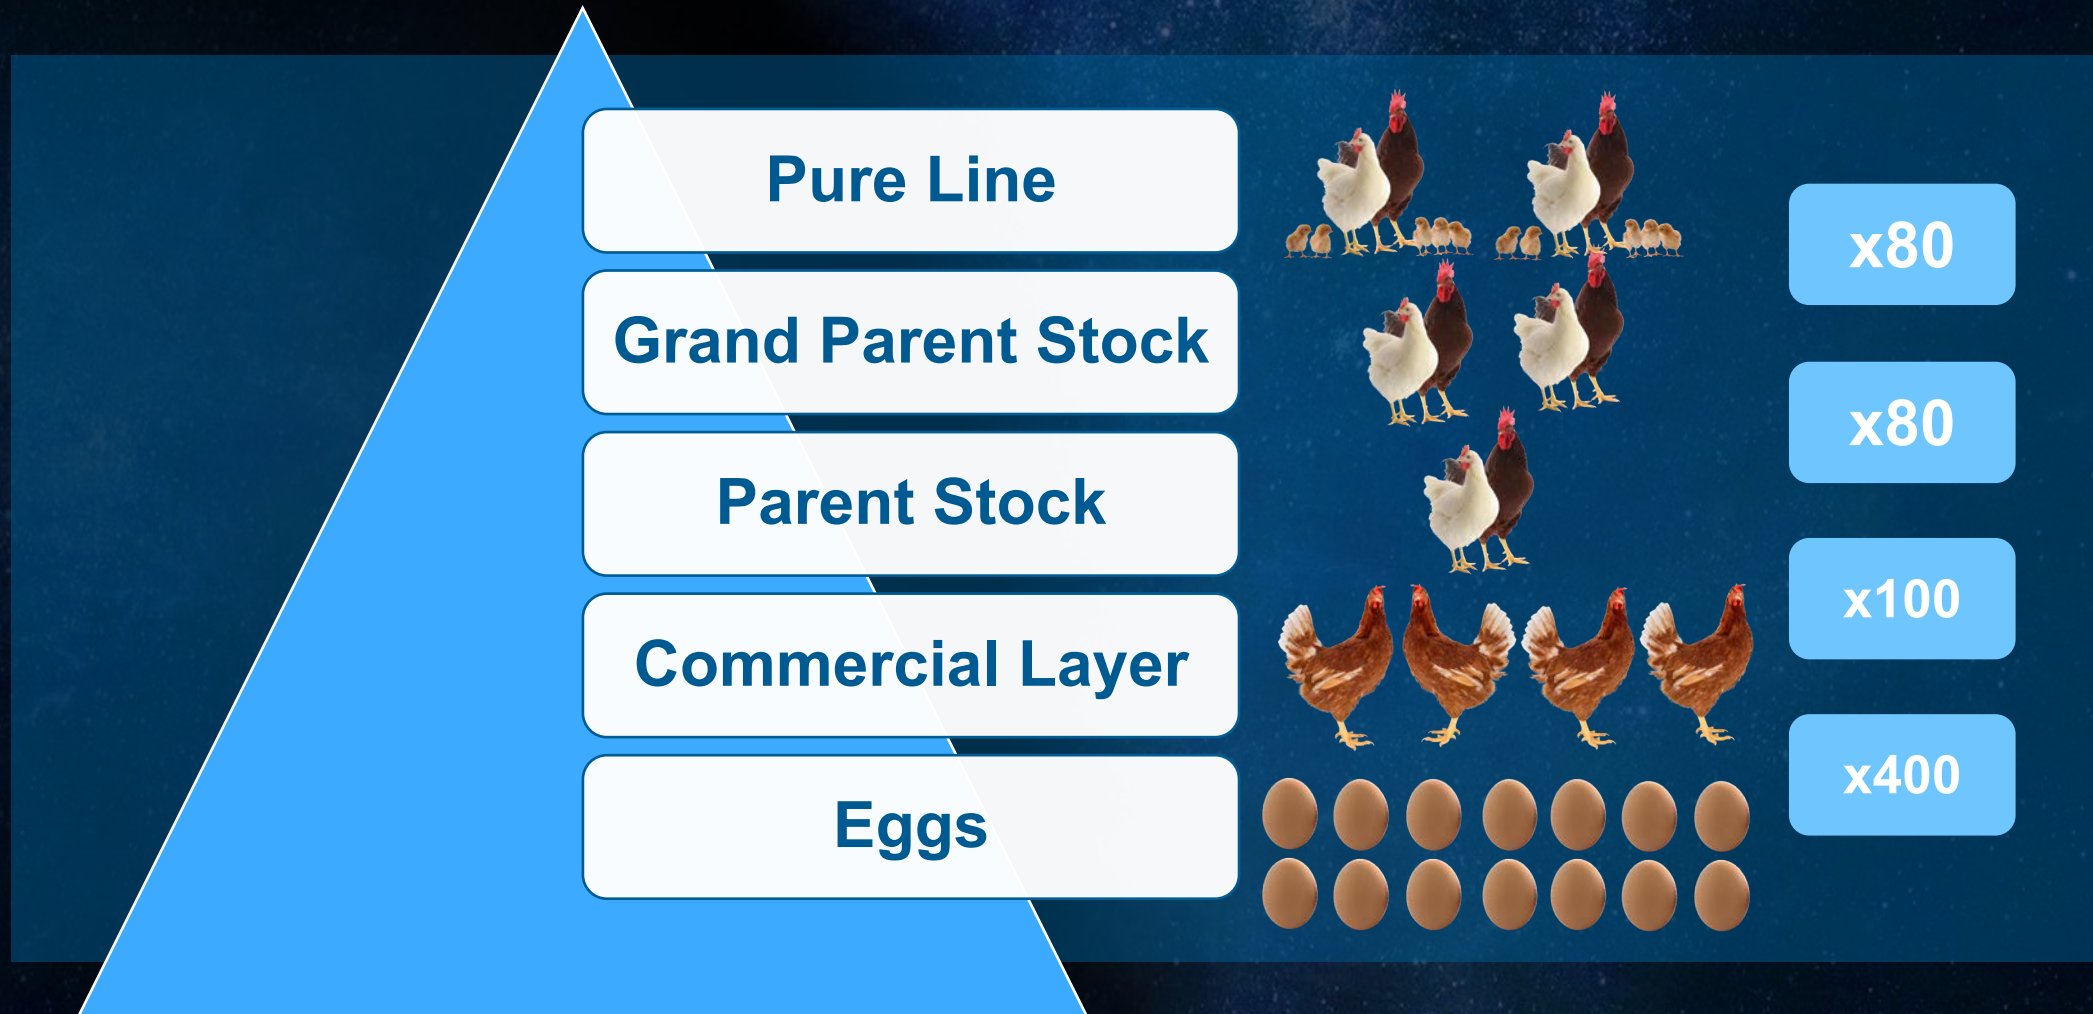 Pure Line
x80
Grand Parent Stock
x80
Parent Stock
x100
Commercial Layer
x400
Eggs